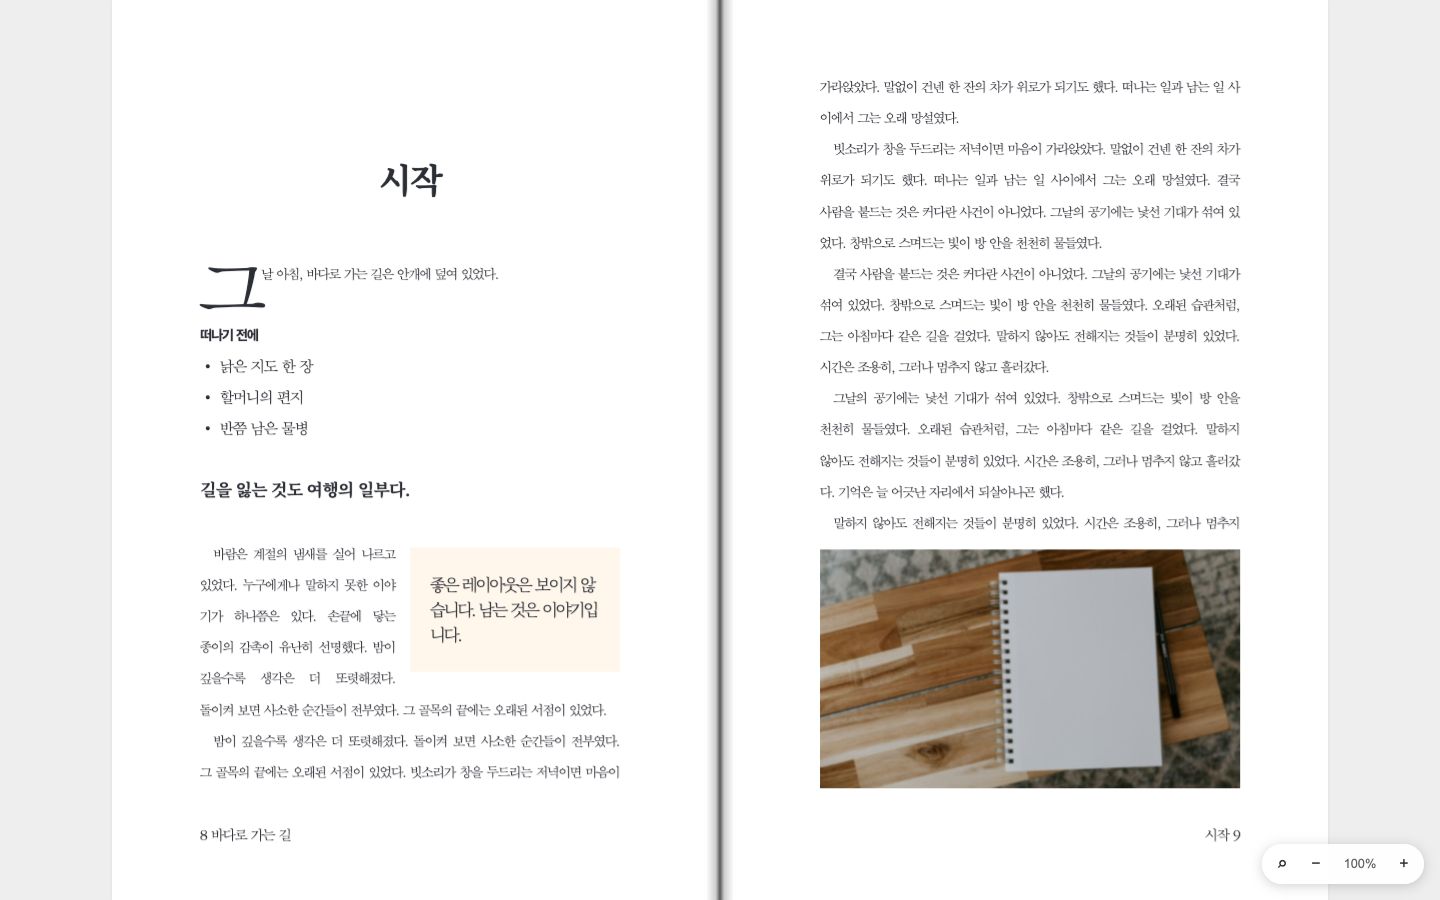 시작
그날 아침, 바다로 가는 길은 안개에 덮여 있었다.
떠나기 전에
• 낡은 지도 한 장
• 할머니의 편지
• 반쯤 남은 물병
길을 잃는 것도 여행의 일부다.
바람은 계절의 냄새를 실어 나르고
있었다. 누구에게나 말하지 못한 이야
기가 하나쯤은 있다. 손끝에 닿는
종이의 감촉이 유난히 선명했다. 밤이
깊을수록 생각은 더 또렷해졌다.
좋은 레이아웃은 보이지 않
습니다. 남는 것은 이야기입
니다.
돌이켜 보면 사소한 순간들이 전부였다. 그 골목의 끝에는 오래된 서점이 있었다.
밤이 깊을수록 생각은 더 또렷해졌다. 돌이켜 보면 사소한 순간들이 전부였다.
그 골목의 끝에는 오래된 서점이 있었다. 빗소리가 창을 두드리는 저녁이면 마음이
8 바다로 가는 길
가라앉았다. 말없이 건넨 한 잔의 차가 위로가 되기도 했다. 떠나는 일과 남는 일 사
이에서 그는 오래 망설였다.
빗소리가 창을 두드리는 저녁이면 마음이 가라앉았다. 말없이 건넨 한 잔의 차가
위로가 되기도 했다. 떠나는 일과 남는 일 사이에서 그는 오래 망설였다. 결국
사람을 붙드는 것은 커다란 사건이 아니었다. 그날의 공기에는 낯선 기대가 섞여 있
었다. 창밖으로 스며드는 빛이 방 안을 천천히 물들였다.
결국 사람을 붙드는 것은 커다란 사건이 아니었다. 그날의 공기에는 낯선 기대가
섞여 있었다. 창밖으로 스며드는 빛이 방 안을 천천히 물들였다. 오래된 습관처럼,
그는 아침마다 같은 길을 걸었다. 말하지 않아도 전해지는 것들이 분명히 있었다.
시간은 조용히, 그러나 멈추지 않고 흘러갔다.
그날의 공기에는 낯선 기대가 섞여 있었다. 창밖으로 스며드는 빛이 방 안을
천천히 물들였다. 오래된 습관처럼, 그는 아침마다 같은 길을 걸었다. 말하지
않아도 전해지는 것들이 분명히 있었다. 시간은 조용히, 그러나 멈추지 않고 흘러갔
다. 기억은 늘 어긋난 자리에서 되살아나곤 했다.
말하지 않아도 전해지는 것들이 분명히 있었다. 시간은 조용히, 그러나 멈추지
시작 9
100%